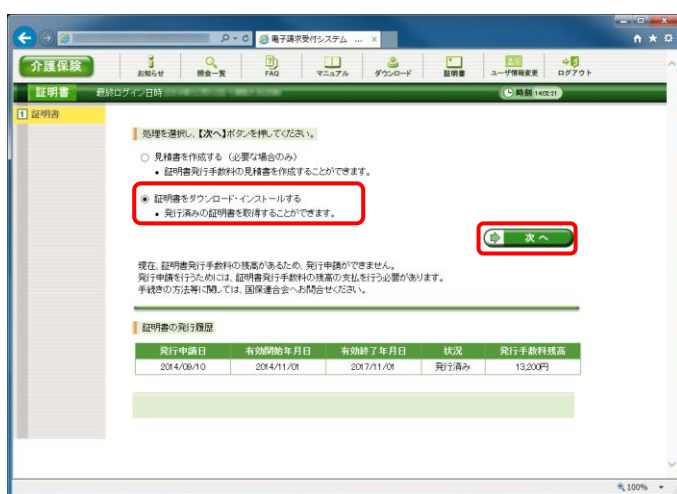 電子請求受付システム ...
介護保険
お知らせ 照会一覧 FAQ マニュアル ダウンロード 証明書 ユーザ情報変更 ログアウト
証明書 最終ログイン日時 時刻 14:02:21
1 証明書
処理を選択し、【次へ】ボタンを押してください。
見積書を作成する (必要な場合のみ)
• 証明書発行手数料の見積書を作成することができます。
証明書をダウンロード・インストールする
• 発行済みの証明書を取得することができます。
次へ
現在、証明書発行手数料の残高があるため、発行申請ができません。
発行申請を行うためには、証明書発行手数料の残高の支払を行う必要があります。
手続きの方法等に関しては、国保連合会へお問合せください。
証明書の発行履歴
発行申請日 有効開始年月日 有効終了年月日 状況 発行手数料残高
2014/09/10 2014/11/01 2017/11/01 発行済み 13,200円
100%